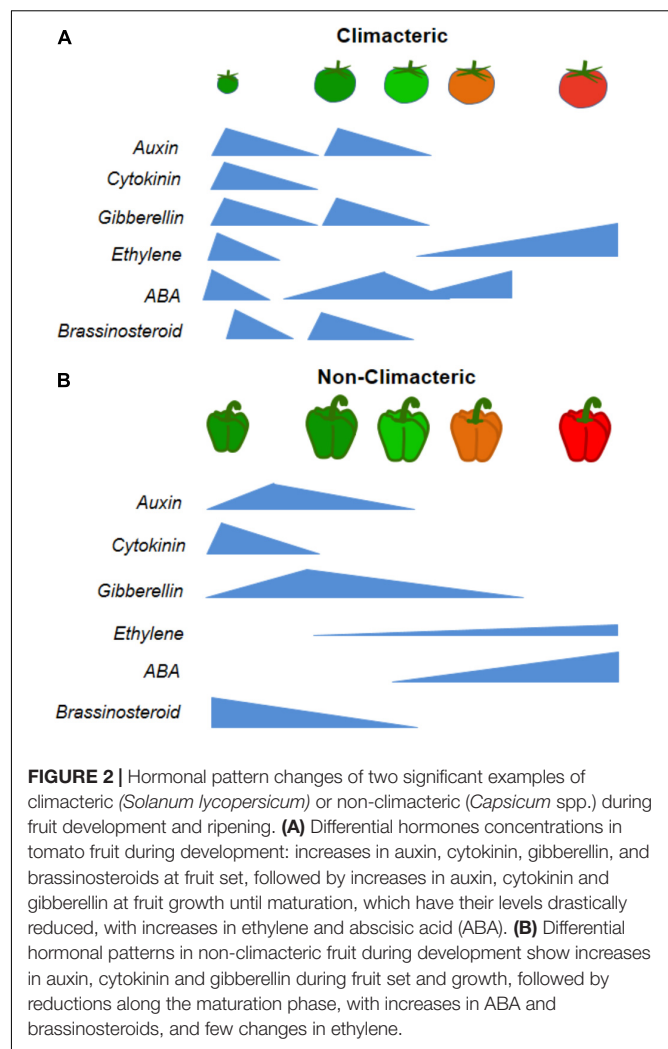 A
Climacteric
Auxin
Cytokinin
Gibberellin
Ethylene
ABA
Brassinosteroid
B
Non-Climacteric
Auxin
Cytokinin
Gibberellin
Ethylene
ABA
Brassinosteroid
FIGURE 2 | Hormonal pattern changes of two significant examples of
climacteric (Solanum lycopersicum) or non-climacteric (Capsicum spp.) during
fruit development and ripening. (A) Differential hormones concentrations in
tomato fruit during development: increases in auxin, cytokinin, gibberellin, and
brassinosteroids at fruit set, followed by increases in auxin, cytokinin and
gibberellin at fruit growth until maturation, which have their levels drastically
reduced, with increases in ethylene and abscisic acid (ABA). (B) Differential
hormonal patterns in non-climacteric fruit during development show increases
in auxin, cytokinin and gibberellin during fruit set and growth, followed by
reductions along the maturation phase, with increases in ABA and
brassinosteroids, and few changes in ethylene.